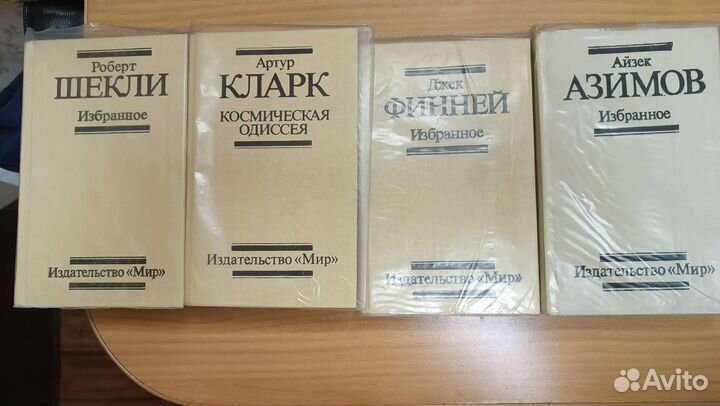 Роберт
ШЕКЛИ
Избранное
Издательство «Мир»
Артур
КЛАРК
КОСМИЧЕСКАЯ
ОДИССЕЯ
Издательство «Мир»
Джек
ФИННЕЙ
Избранное
Издательство «Мир»
Айзек
АЗИМОВ
Избранное
Издательство «Мир»
Avito